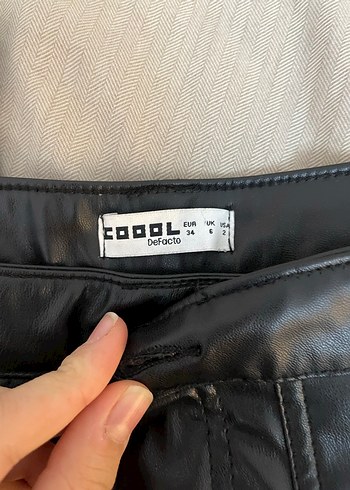 COOOL EUR UK USA
34 6 2
DeFacto